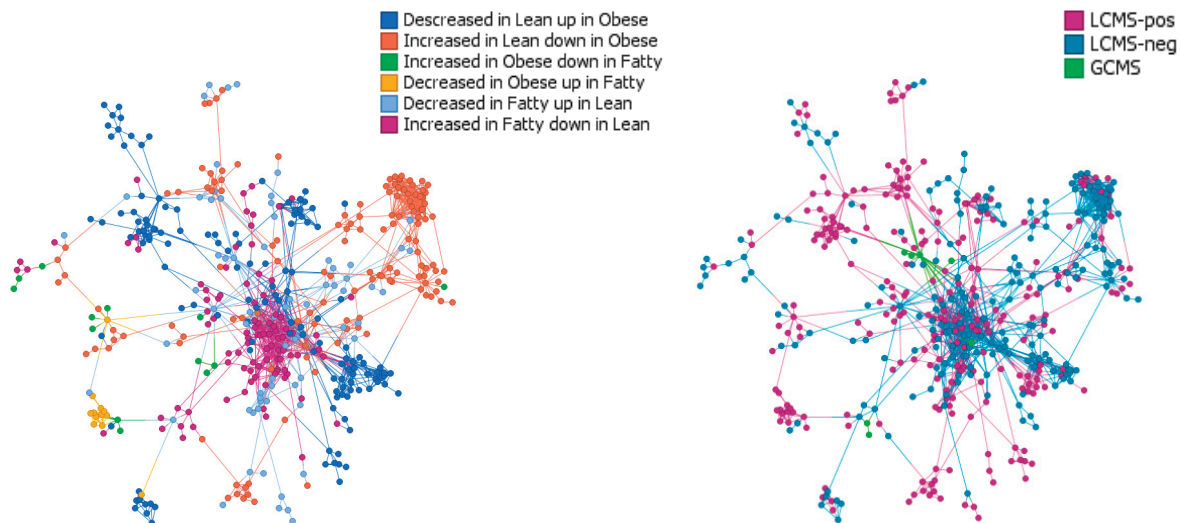 Descreased in Lean up in Obese
Increased in Lean down in Obese
Increased in Obese down in Fatty
Decreased in Obese up in Fatty
Decreased in Fatty up in Lean
Increased in Fatty down in Lean
LCMS-pos
LCMS-neg
GCMS